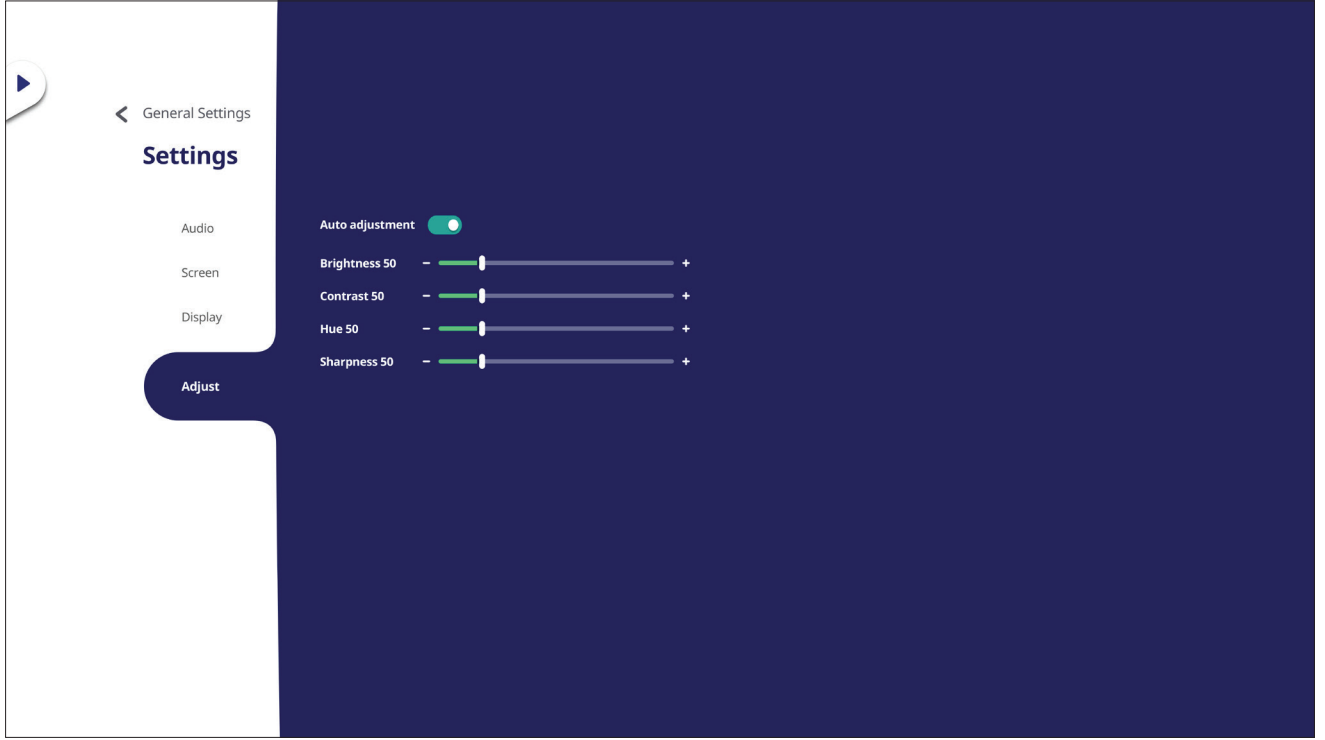 General Settings
Settings
Audio
Screen
Display
Adjust
Auto adjustment
Brightness 50 - +
Contrast 50 - +
Hue 50 - +
Sharpness 50 - +